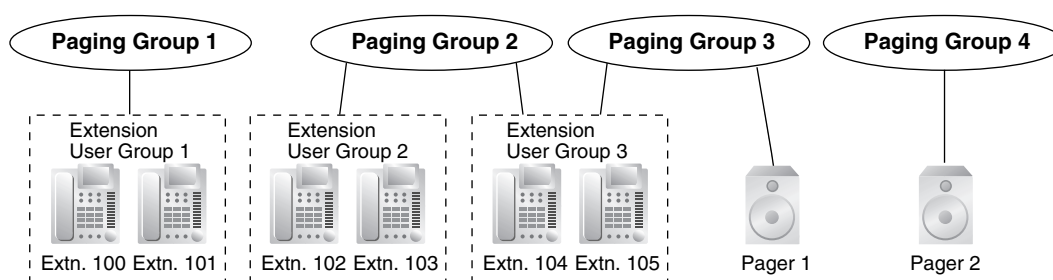 Paging Group 1
Paging Group 2
Paging Group 3
Paging Group 4
Extension
User Group 1
Extension
User Group 2
Extension
User Group 3
Extn. 100 Extn. 101
Extn. 102 Extn. 103
Extn. 104 Extn. 105
Pager 1
Pager 2